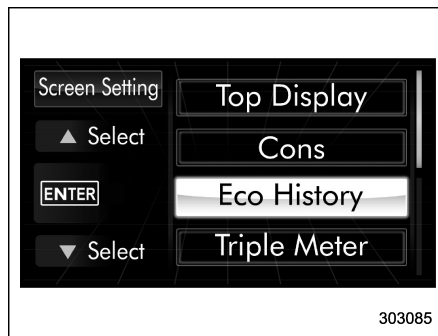 Screen Setting
Top Display
▲ Select
Cons
ENTER
Eco History
▼ Select
Triple Meter
303085